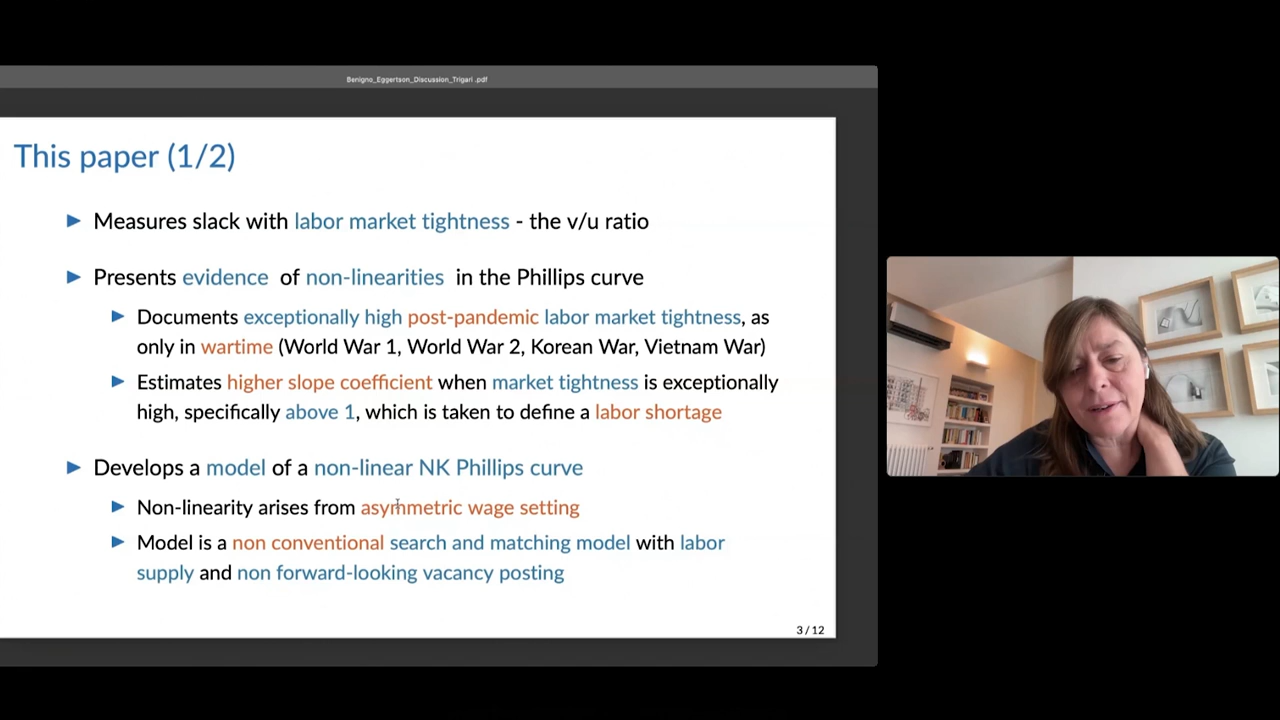 Benigno_Eggertson_Discussion_Trigari .pdf
This paper (1/2)
► Measures slack with labor market tightness - the v/u ratio
► Presents evidence of non-linearities in the Phillips curve
► Documents exceptionally high post-pandemic labor market tightness, as
only in wartime (World War 1, World War 2, Korean War, Vietnam War)
► Estimates higher slope coefficient when market tightness is exceptionally
high, specifically above 1, which is taken to define a labor shortage
► Develops a model of a non-linear NK Phillips curve
► Non-linearity arises from asymmetric wage setting
► Model is a non conventional search and matching model with labor
supply and non forward-looking vacancy posting
3 / 12